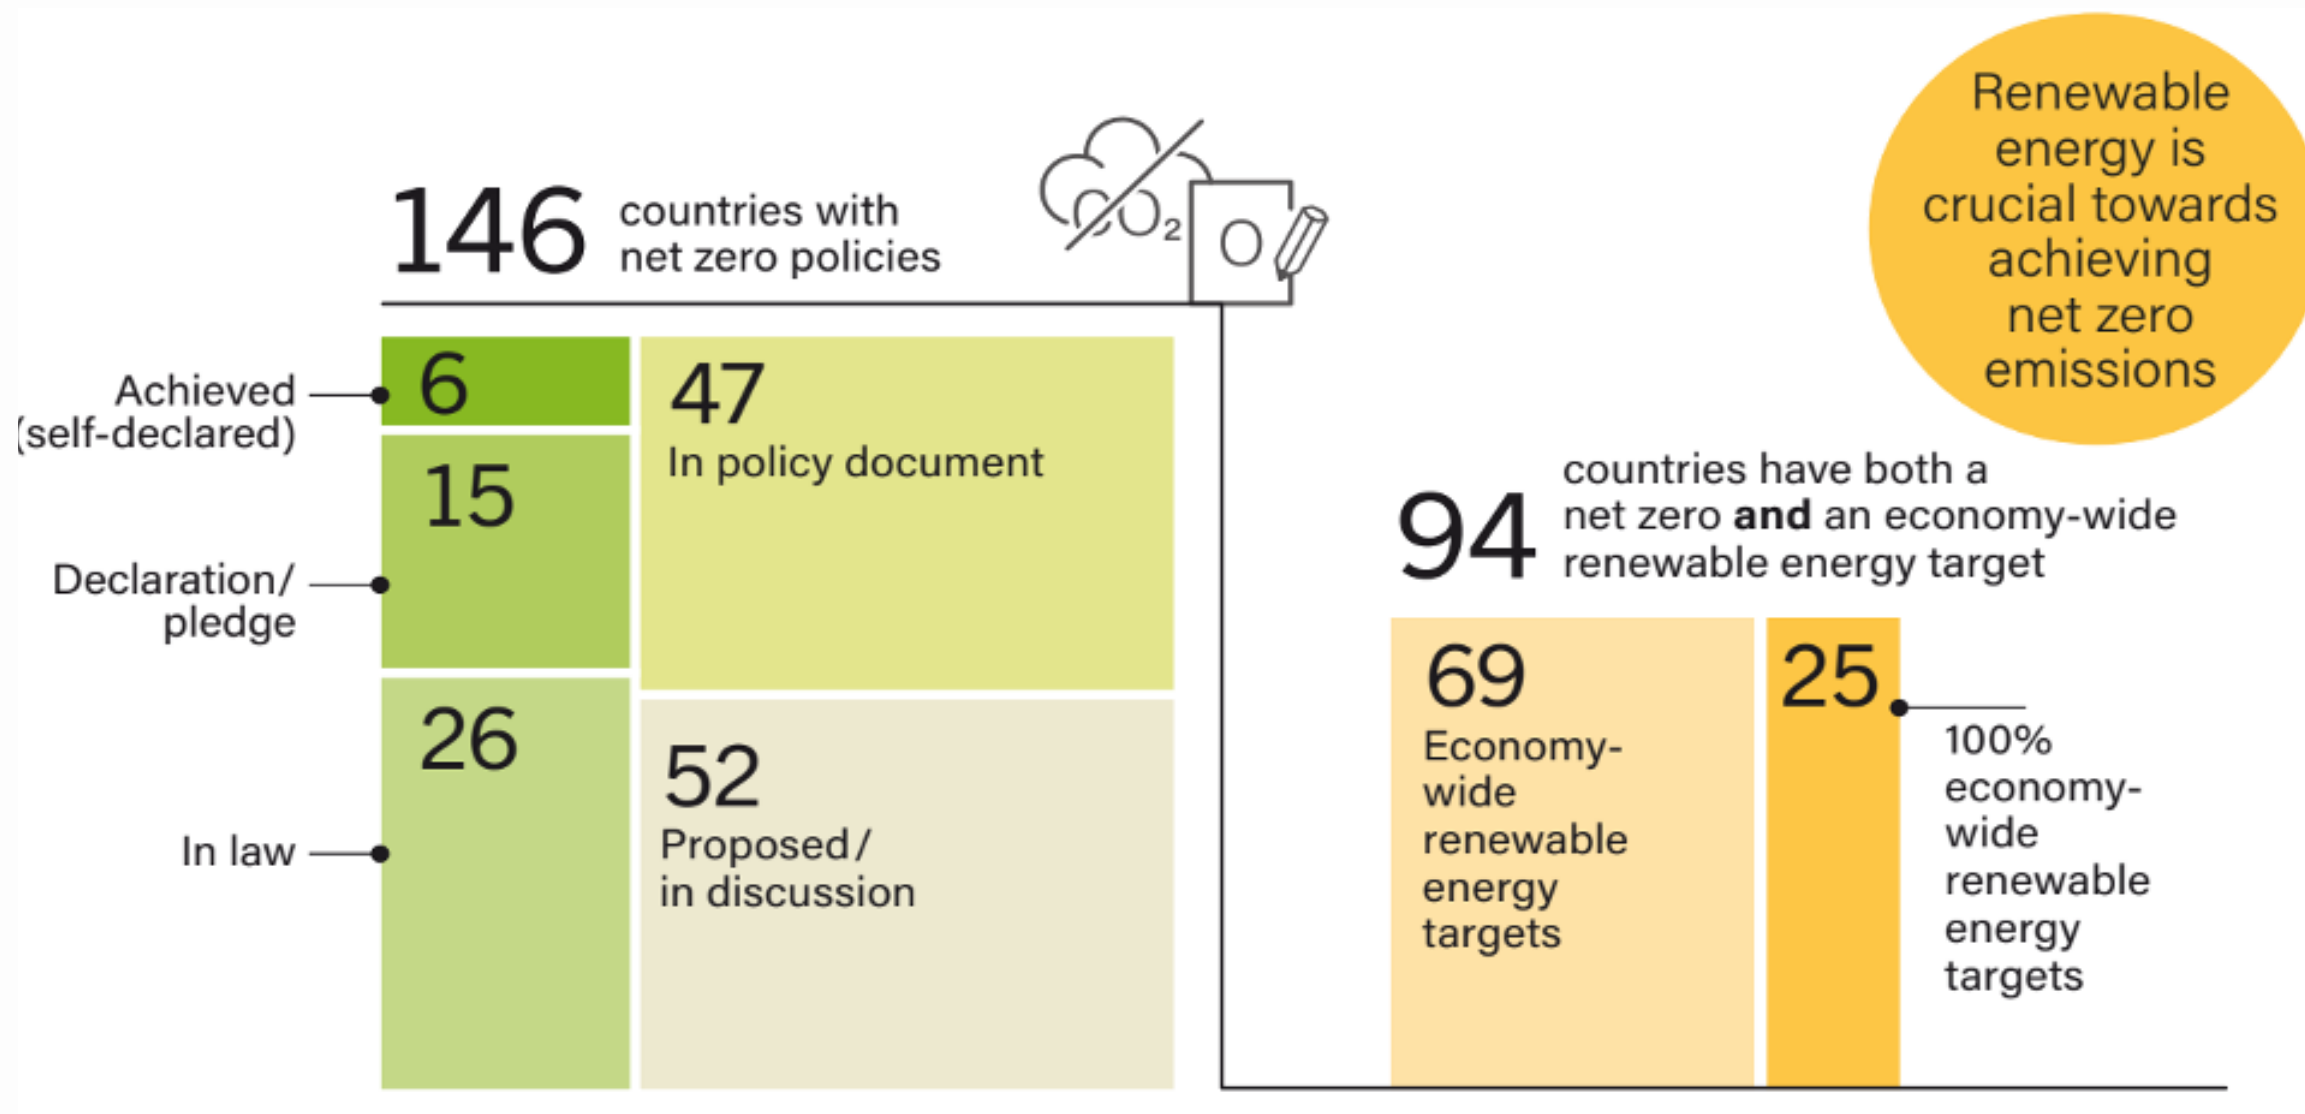 Renewable
energy is
crucial towards
achieving
net zero
emissions
146
countries with
net zero policies
CO₂
0
Achieved
(self-declared)
6
Declaration/
pledge
15
In law
26
47
In policy document
52
Proposed/
in discussion
94
countries have both a
net zero and an economy-wide
renewable energy target
69
Economy-
wide
renewable
energy
targets
25
100%
economy-
wide
renewable
energy
targets